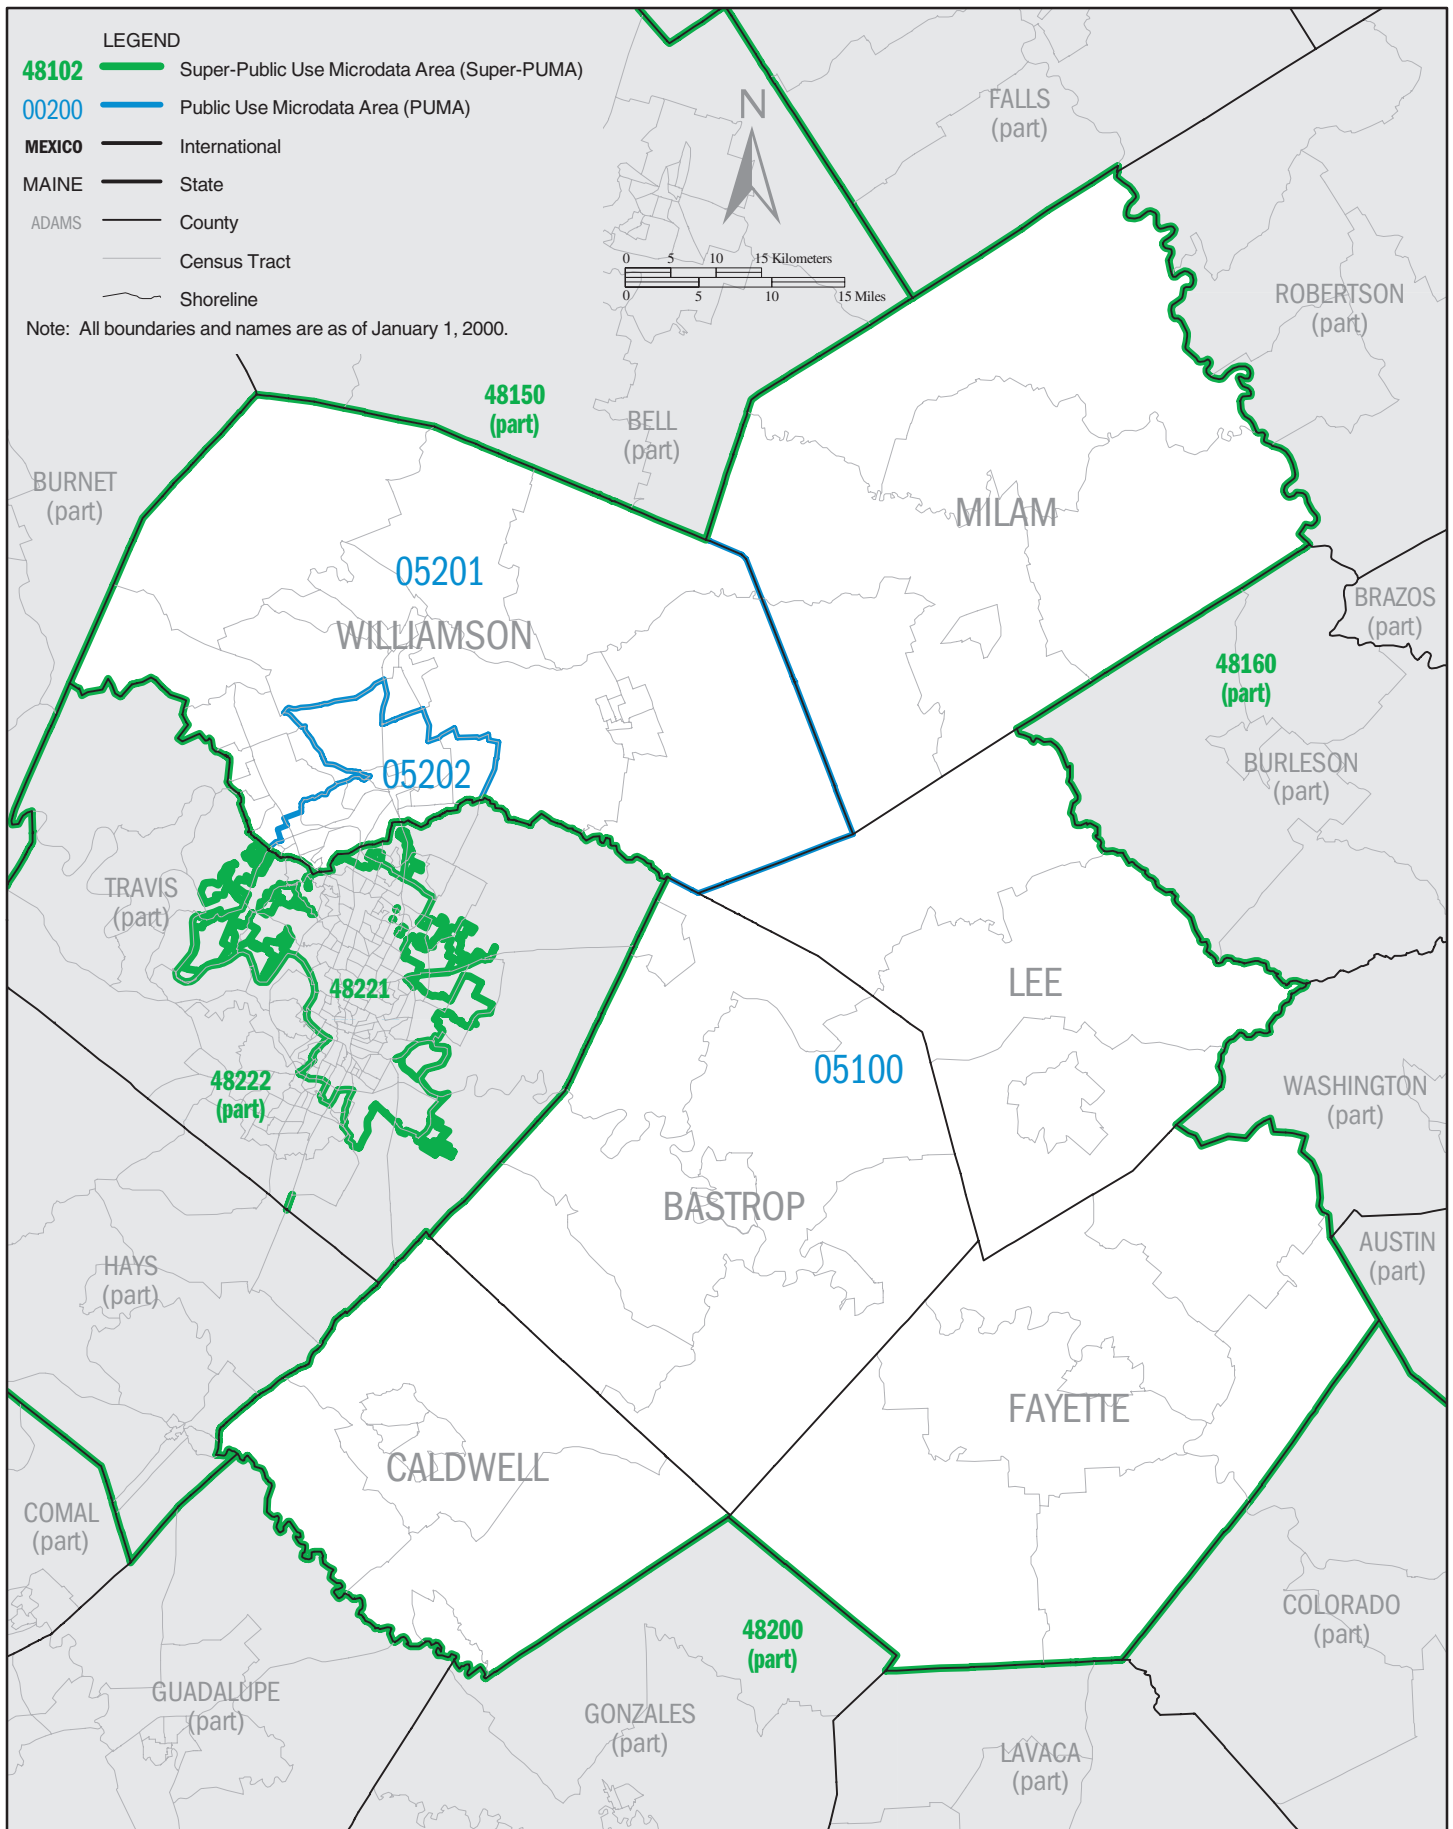 LEGEND
48102 Super-Public Use Microdata Area (Super-PUMA)
00200 Public Use Microdata Area (PUMA)
MEXICO International
MAINE State
ADAMS County
Census Tract
Shoreline
Note: All boundaries and names are as of January 1, 2000.
N
0 5 10 15 Kilometers
0 5 10 15 Miles
FALLS
(part)
ROBERTSON
(part)
48150
(part)
BELL
(part)
BURNET
(part)
MILAM
05201
WILLIAMSON
BRAZOS
(part)
48160
(part)
05202
BURLESON
(part)
TRAVIS
(part)
48221
LEE
05100
48222
(part)
WASHINGTON
(part)
BASTROP
HAYS
(part)
AUSTIN
(part)
FAYETTE
CALDWELL
COMAL
(part)
COLORADO
(part)
48200
(part)
GUADALUPE
(part)
GONZALES
(part)
LAVACA
(part)